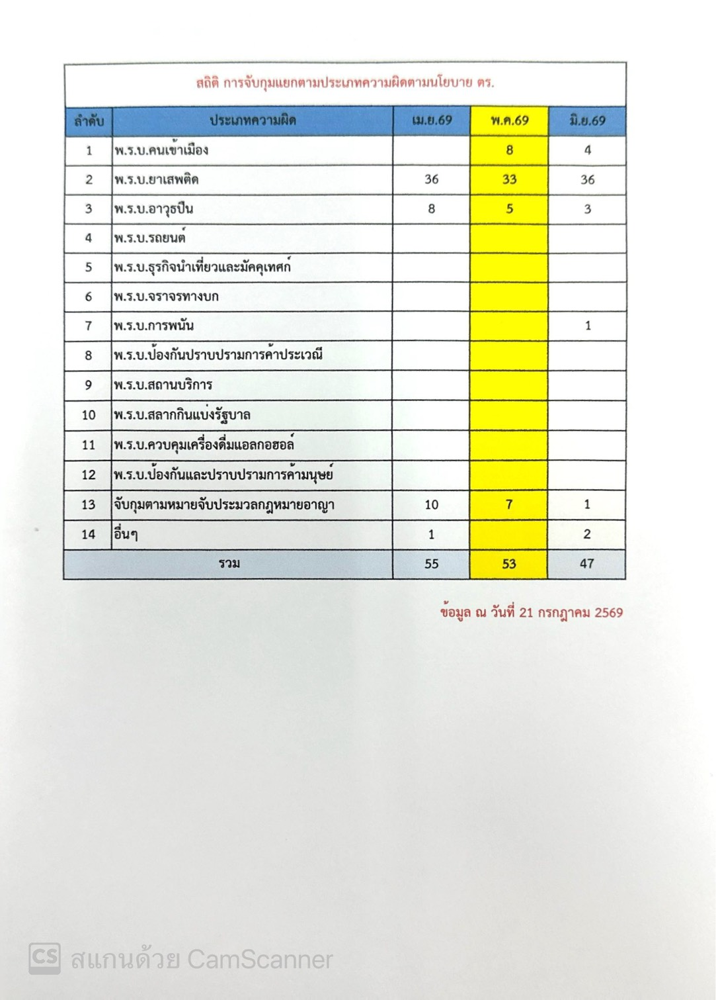 สถิติ การจับกุมแยกตามประเภทความผิดตามนโยบาย ตร.
ลำดับ ประเภทความผิด เม.ย.69 พ.ค.69 มิ.ย.69
1 พ.ร.บ.คนเข้าเมือง 8 4
2 พ.ร.บ.ยาเสพติด 36 33 36
3 พ.ร.บ.อาวุธปืน 8 5 3
4 พ.ร.บ.รถยนต์
5 พ.ร.บ.ธุรกิจนำเที่ยวและมัคคุเทศก์
6 พ.ร.บ.จราจรทางบก
7 พ.ร.บ.การพนัน 1
8 พ.ร.บ.ป้องกันปราบปรามการค้าประเวณี
9 พ.ร.บ.สถานบริการ
10 พ.ร.บ.สลากกินแบ่งรัฐบาล
11 พ.ร.บ.ควบคุมเครื่องดื่มแอลกอฮอล์
12 พ.ร.บ.ป้องกันและปราบปรามการค้ามนุษย์
13 จับกุมตามหมายจับประมวลกฎหมายอาญา 10 7 1
14 อื่นๆ 1 2
รวม 55 53 47
ข้อมูล ณ วันที่ 21 กรกฎาคม 2569
CS สแกนด้วย CamScanner